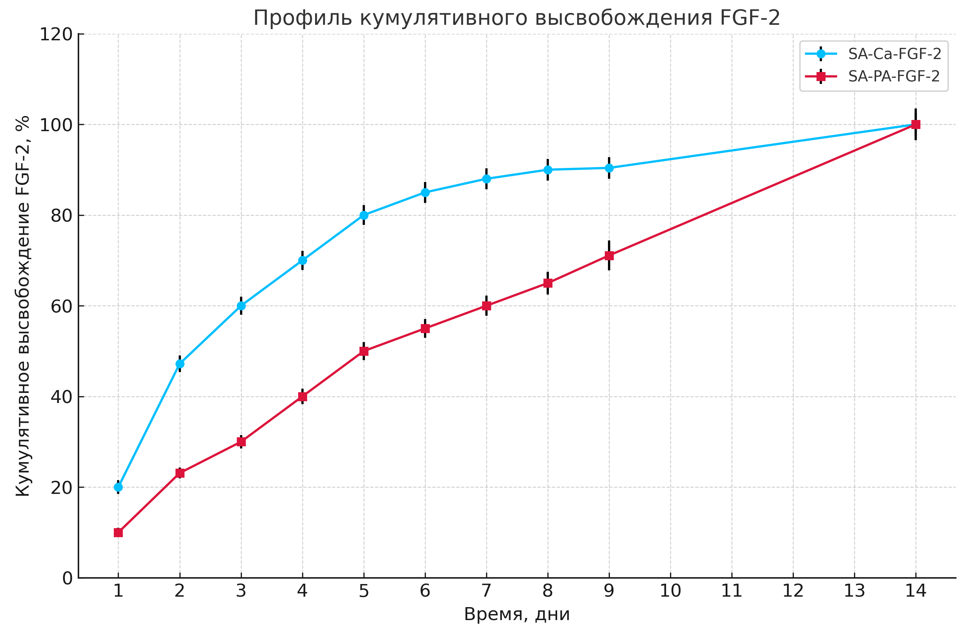 Профиль кумулятивного высвобождения FGF-2
SA-Ca-FGF-2
SA-PA-FGF-2
Кумулятивное высвобождение FGF-2, %
120
100
80
60
40
20
0
1 2 3 4 5 6 7 8 9 10 11 12 13 14
Время, дни